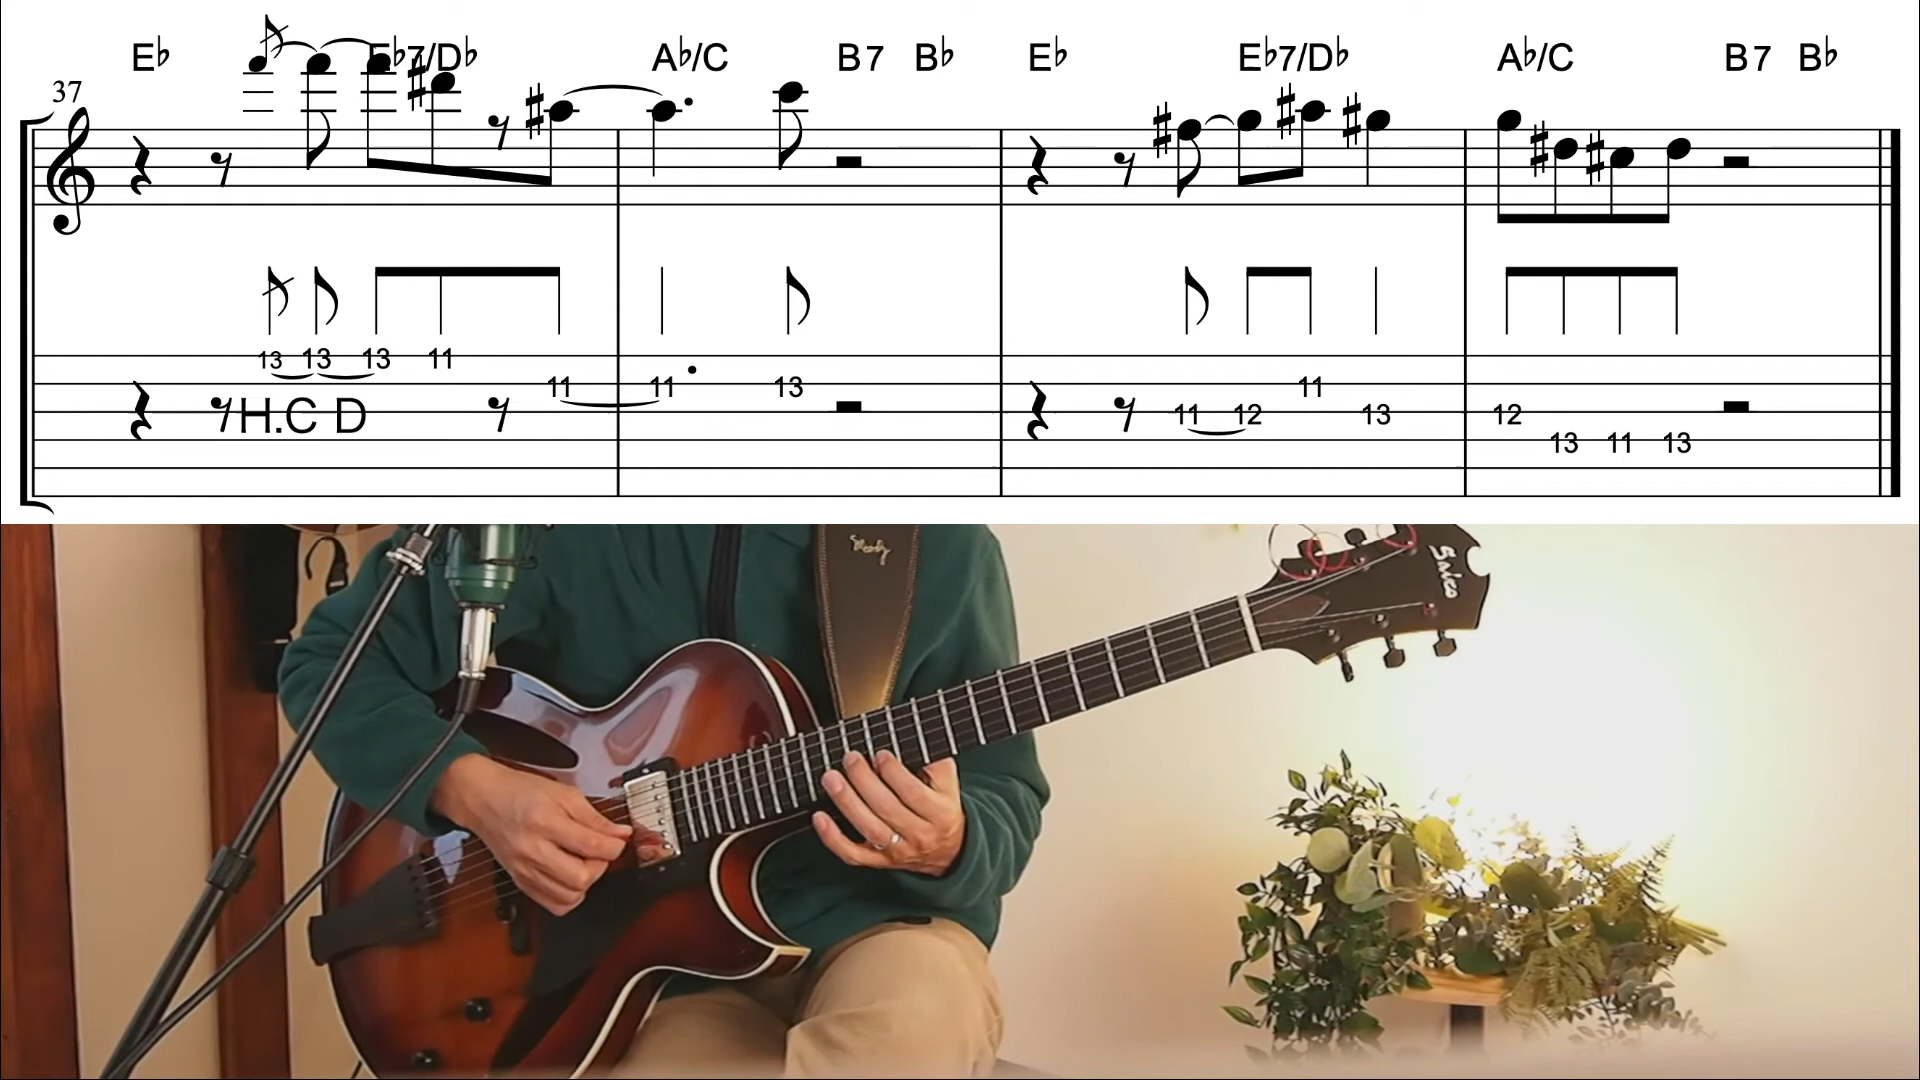 E♭ E♭7/D♭ A♭/C B7 B♭ E♭ E♭7/D♭ A♭/C B7 B♭
37
13 13 13 11
11 11 13 11
H.C D 11 12 13 12
13 11 13
Moody